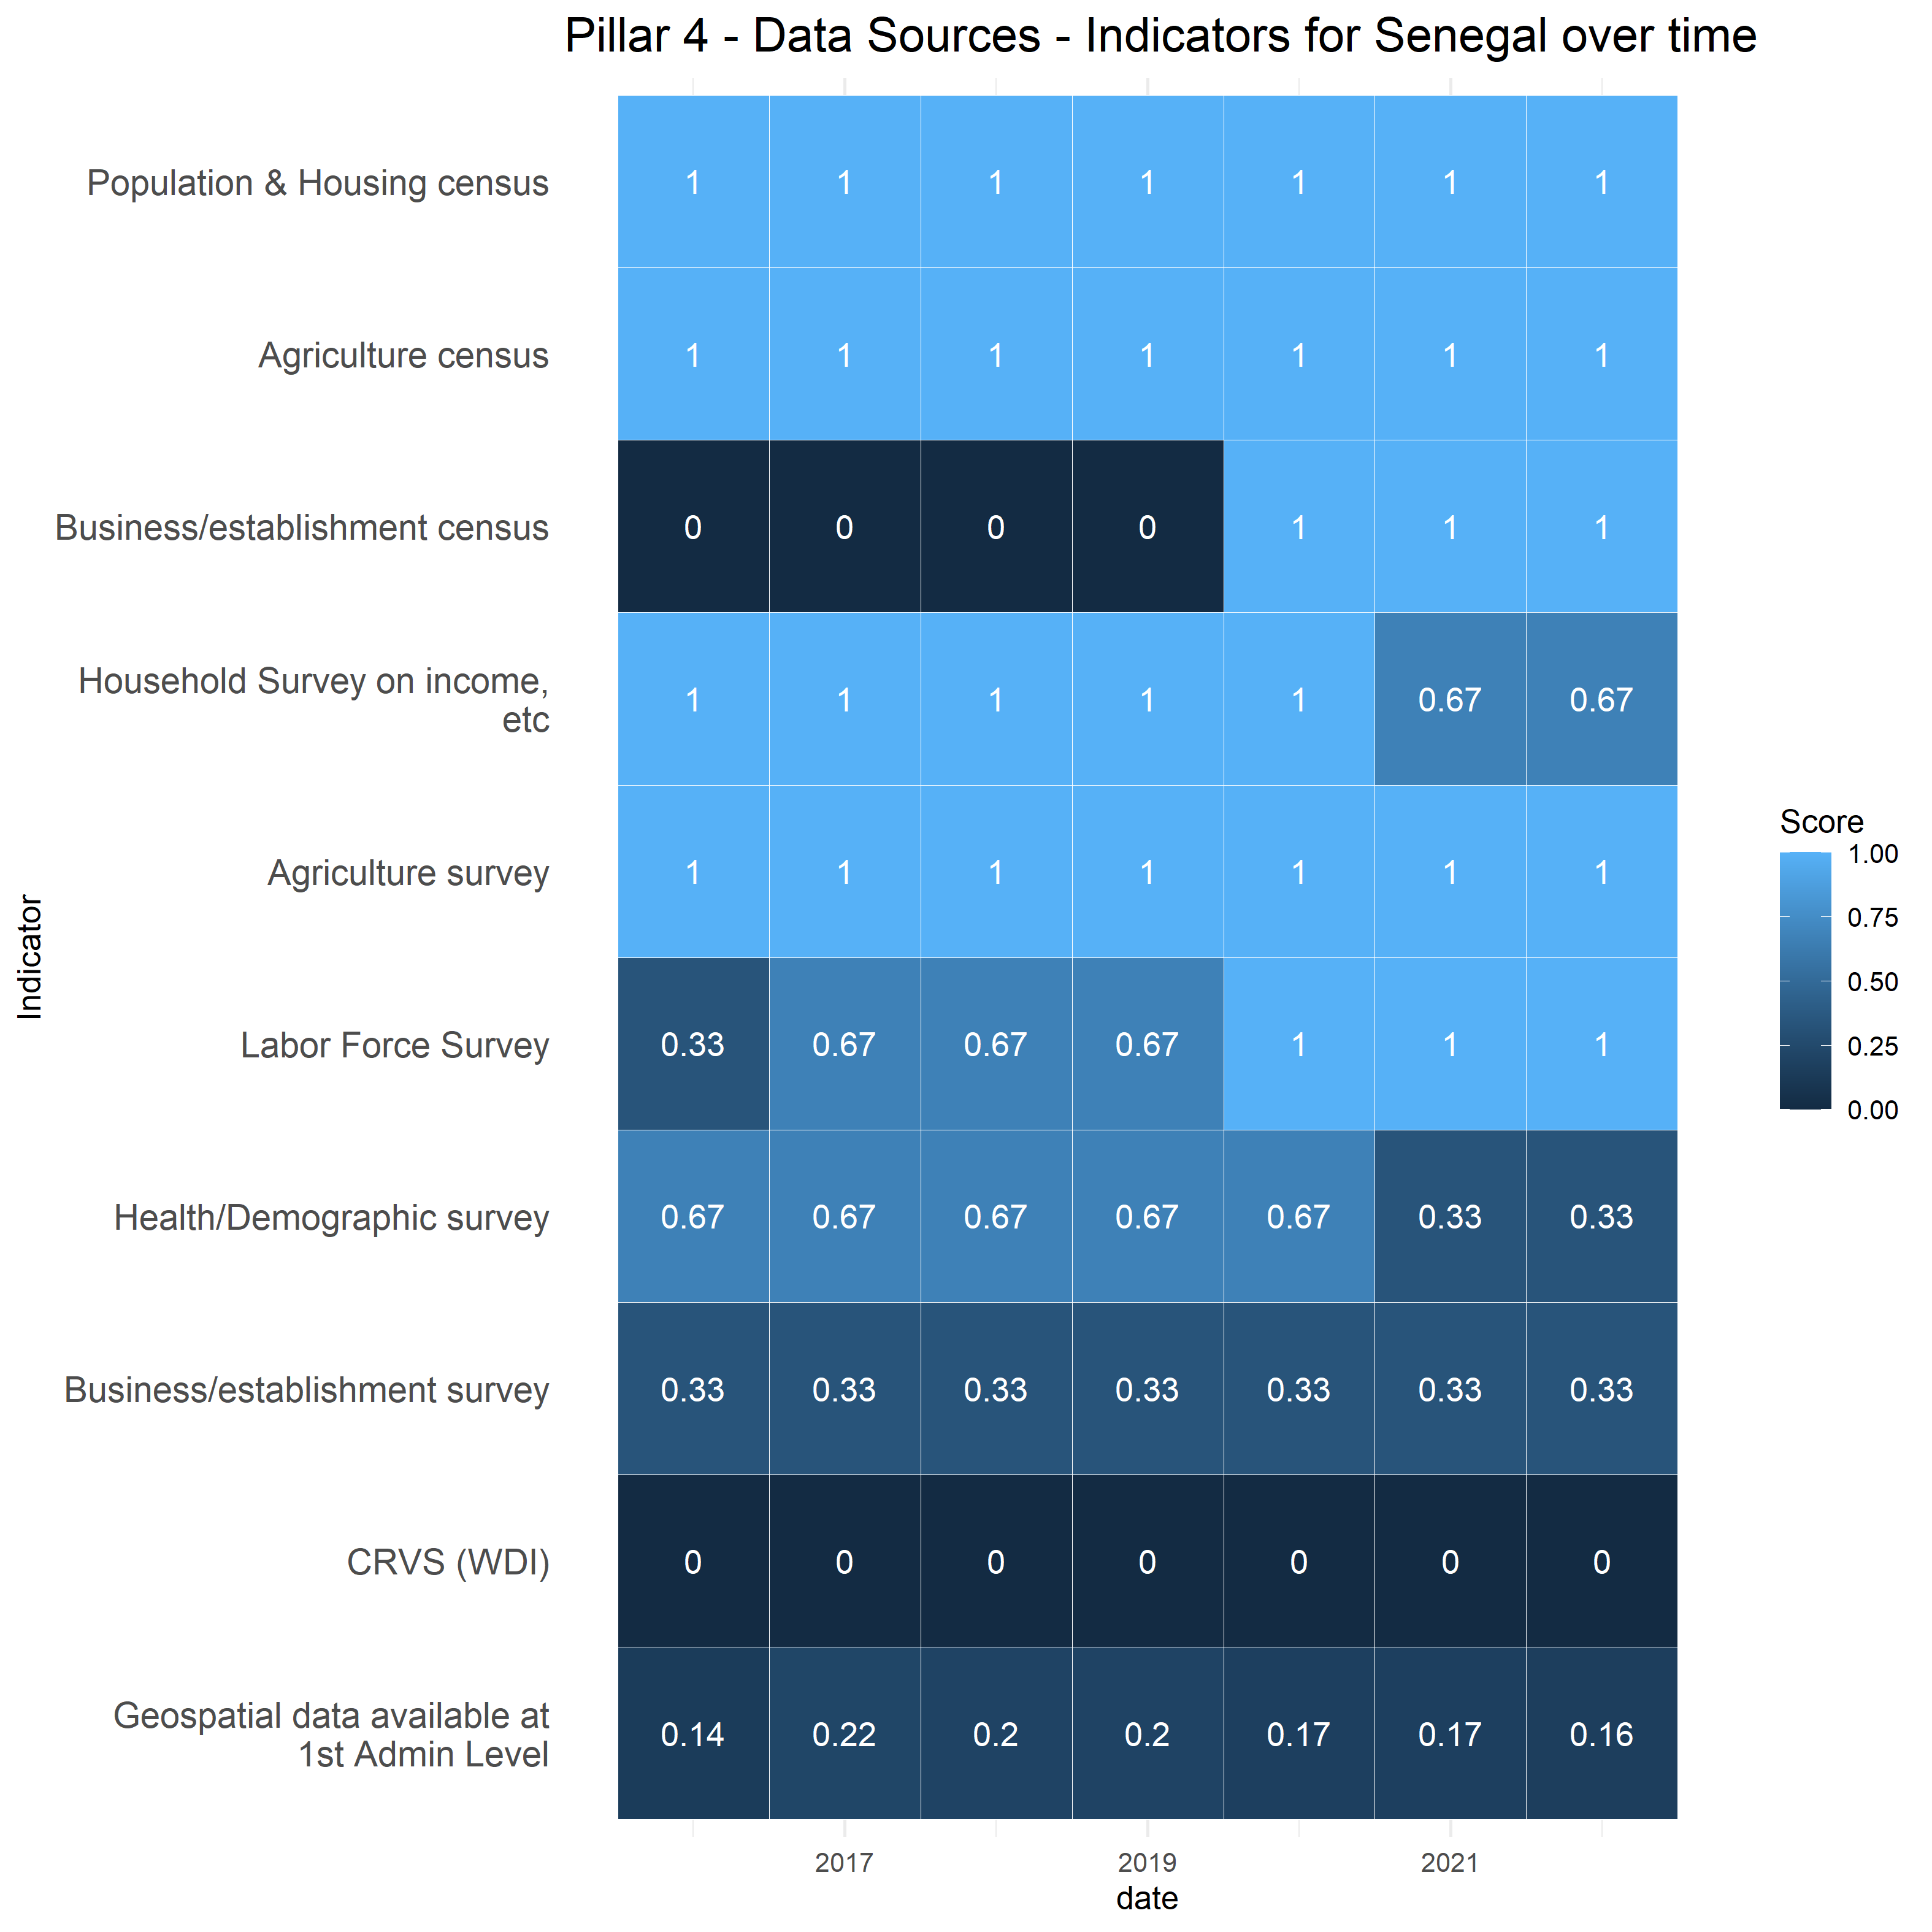 Pillar 4 - Data Sources - Indicators for Senegal over time
Population & Housing census
1 1 1 1 1 1 1
Agriculture census
1 1 1 1 1 1 1
Business/establishment census
0 0 0 0 1 1 1
Household Survey on income,
etc
1 1 1 1 1 0.67 0.67
Agriculture survey
1 1 1 1 1 1 1
Labor Force Survey
0.33 0.67 0.67 0.67 1 1 1
Health/Demographic survey
0.67 0.67 0.67 0.67 0.67 0.33 0.33
Business/establishment survey
0.33 0.33 0.33 0.33 0.33 0.33 0.33
CRVS (WDI)
0 0 0 0 0 0 0
Geospatial data available at
1st Admin Level
0.14 0.22 0.2 0.2 0.17 0.17 0.16
2017 2019 2021
date
Indicator
Score
1.00
0.75
0.50
0.25
0.00